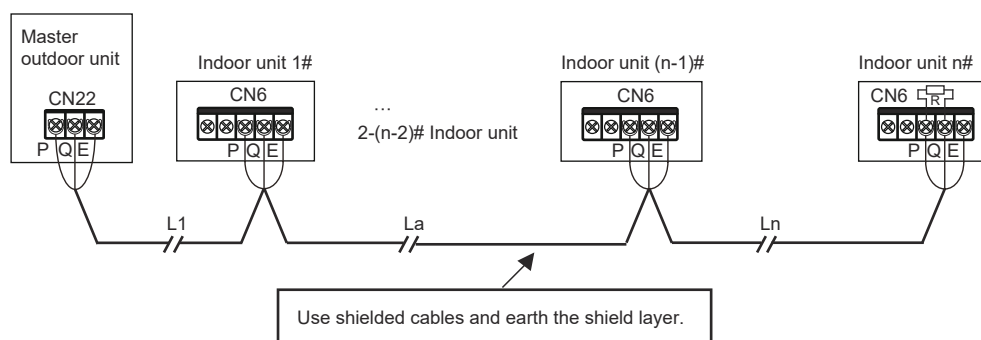 Master
outdoor unit
CN22
P Q E
Indoor unit 1#
CN6
P Q E
...
2-(n-2)# Indoor unit
Indoor unit (n-1)#
CN6
P Q E
Indoor unit n#
CN6
R
P Q E
L1
La
Ln
Use shielded cables and earth the shield layer.